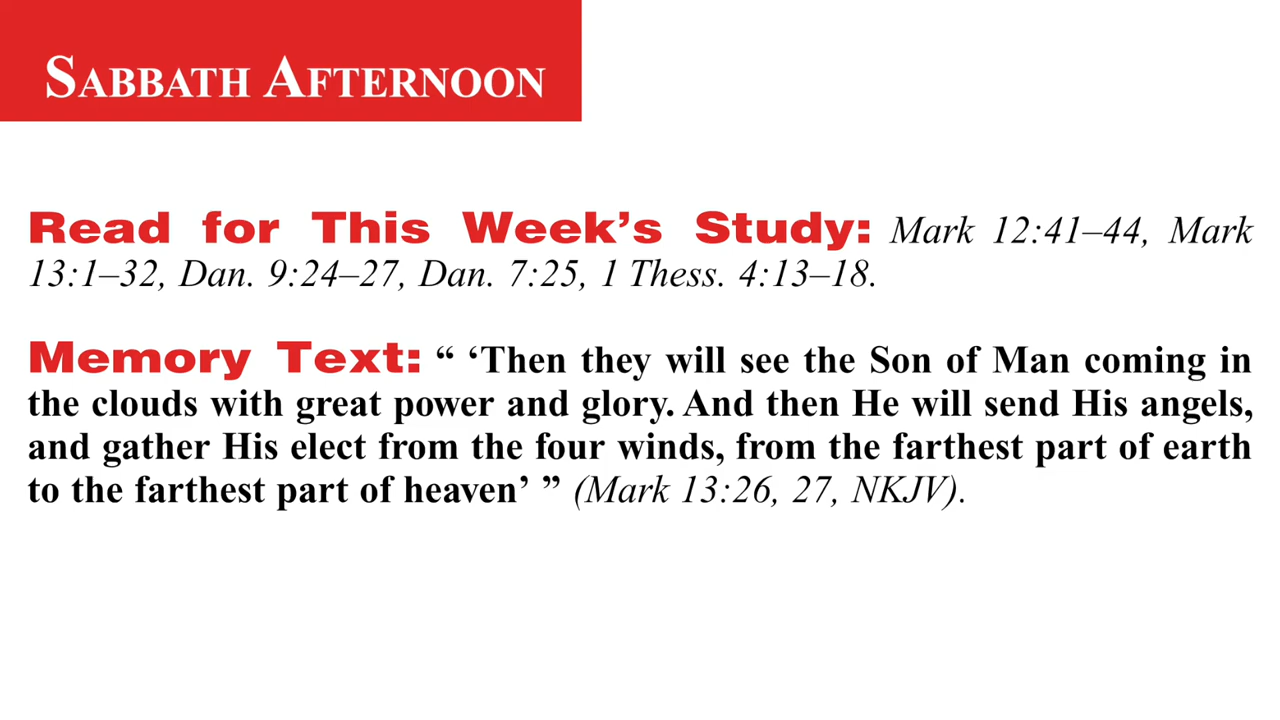 SABBATH AFTERNOON
Read for This Week’s Study: Mark 12:41–44, Mark
13:1–32, Dan. 9:24–27, Dan. 7:25, 1 Thess. 4:13–18.
Memory Text: “ ‘Then they will see the Son of Man coming in
the clouds with great power and glory. And then He will send His angels,
and gather His elect from the four winds, from the farthest part of earth
to the farthest part of heaven’ ” (Mark 13:26, 27, NKJV).